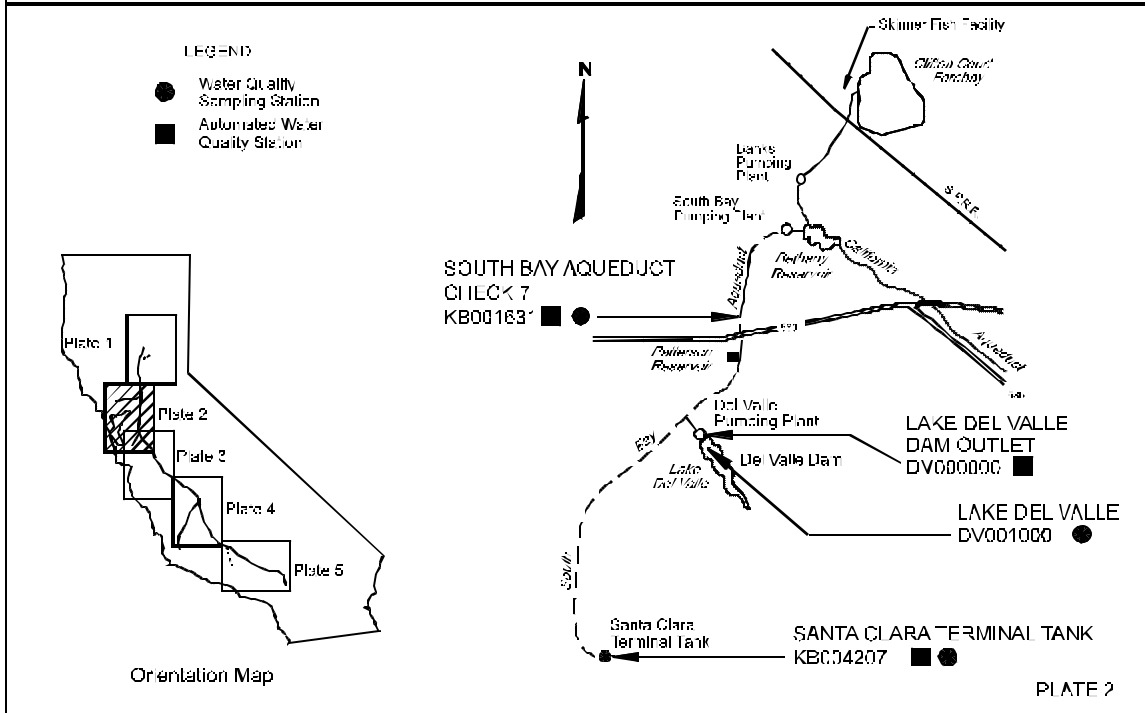 LEGEND
Water Quality
Sampling Station
Automated Water
Quality Station
N
Skinner Fish Facility
Clifton Court
Forebay
Banks
Pumping
Plant
S.P.R.R.
South Bay
Pumping Plant
Bethany
Reservoir
California
Aqueduct
SOUTH BAY AQUEDUCT
CHECK 7
KB001631
580
Patterson
Reservoir
Aqueduct
580
Del Valle
Pumping Plant
Bay
Lake
Del Valle
Del Valle Dam
LAKE DEL VALLE
DAM OUTLET
DV000000
LAKE DEL VALLE
DV001000
South
Santa Clara
Terminal Tank
SANTA CLARA TERMINAL TANK
KB004207
Plate 1
Plate 2
Plate 3
Plate 4
Plate 5
Orientation Map
PLATE 2